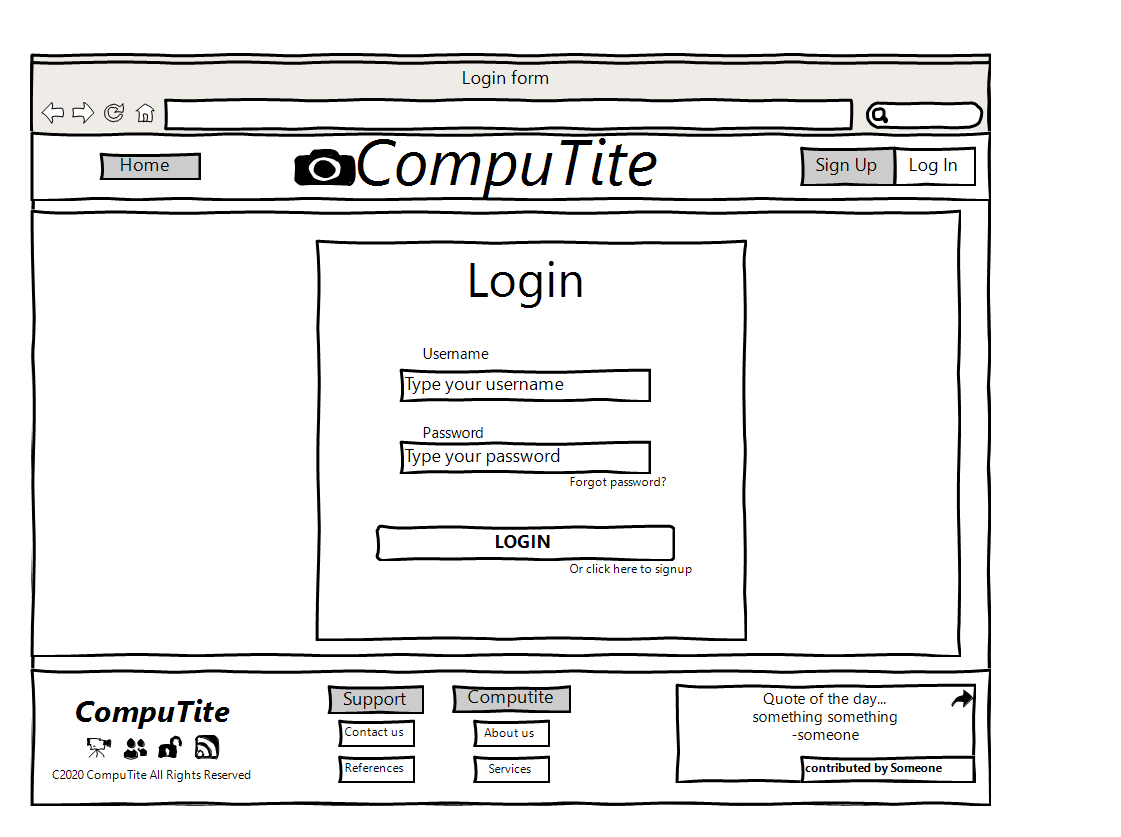 Login form
Home
CompuTite
Sign Up
Log In
Login
Username
Type your username
Password
Type your password
Forgot password?
LOGIN
Or click here to signup
CompuTite
C2020 CompuTite All Rights Reserved
Support
Contact us
References
Computite
About us
Services
Quote of the day...
something something
-someone
contributed by Someone